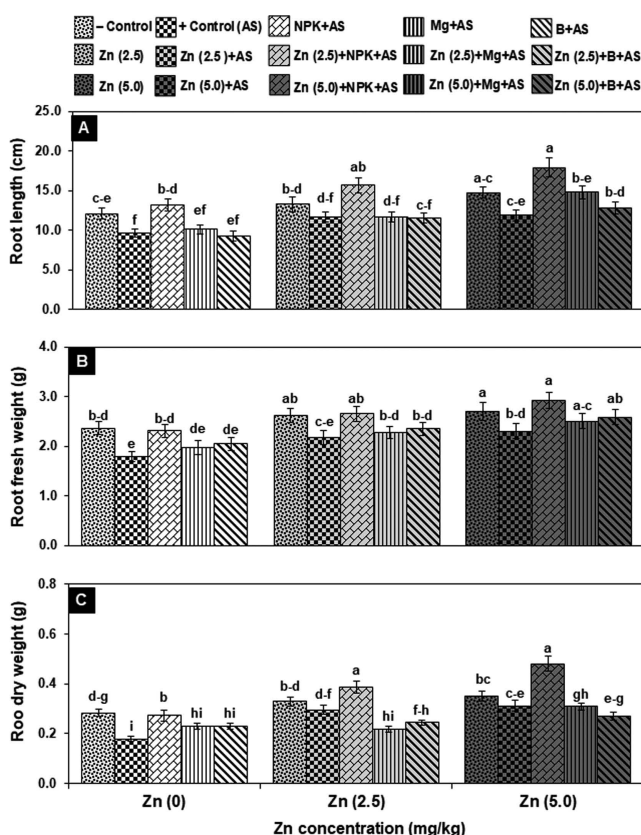 – Control + Control (AS) NPK+AS Mg+AS B+AS
Zn (2.5) Zn (2.5 )+AS Zn (2.5)+NPK+AS Zn (2.5)+Mg+AS Zn (2.5)+B+AS
Zn (5.0) Zn (5.0)+AS Zn (5.0)+NPK+AS Zn (5.0)+Mg+AS Zn (5.0)+B+AS
A
Root length (cm)
25.0
20.0
15.0
10.0
5.0
0.0
c-e f b-d ef ef b-d d-f ab d-f c-f a-c c-e a b-e b-d
B
Root fresh weight (g)
4.0
3.0
2.0
1.0
0.0
b-d e b-d de de ab c-e ab b-d b-d a b-d a a-c ab
C
Roo dry weight (g)
0.8
0.6
0.4
0.2
0.0
d-g i b hi hi b-d d-f a hi f-h bc c-e a gh e-g
Zn (0) Zn (2.5) Zn (5.0)
Zn concentration (mg/kg)